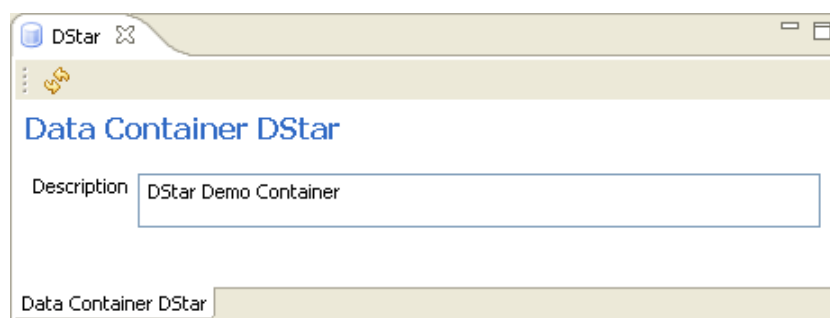 DStar
Data Container DStar
Description
DStar Demo Container
Data Container DStar